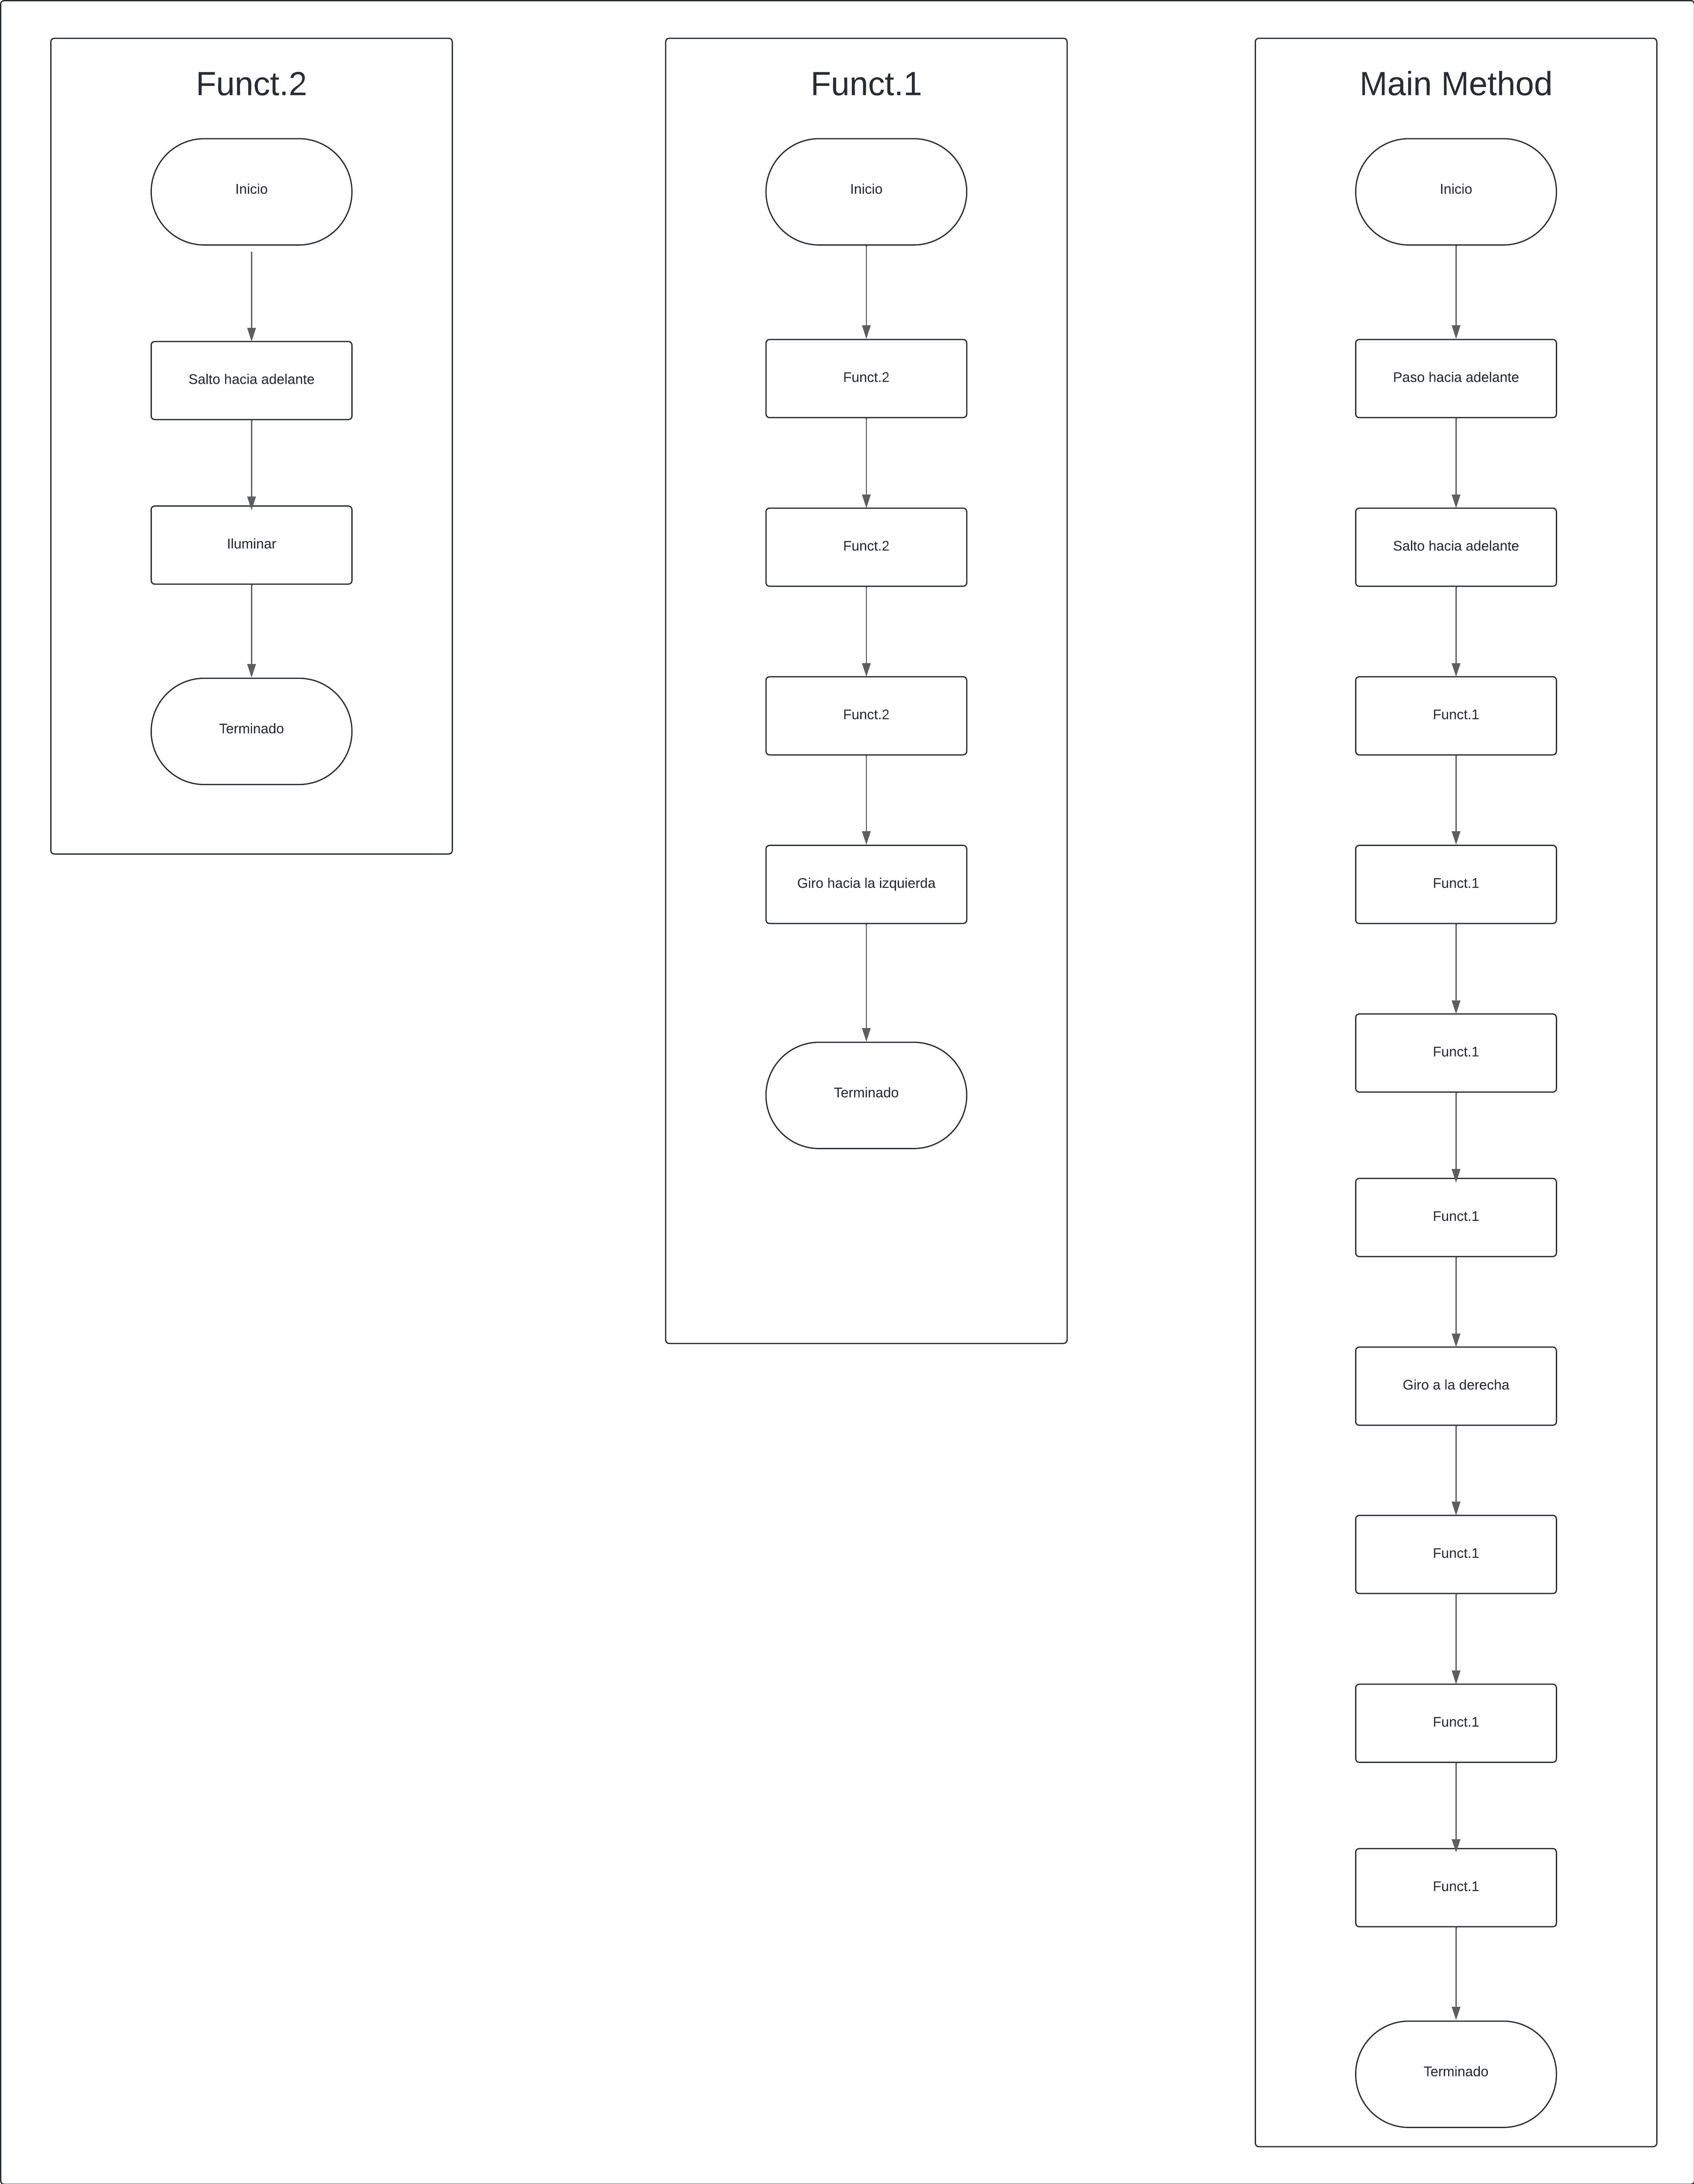 Funct.2
Inicio
Salto hacia adelante
Iluminar
Terminado
Funct.1
Inicio
Funct.2
Funct.2
Funct.2
Giro hacia la izquierda
Terminado
Main Method
Inicio
Paso hacia adelante
Salto hacia adelante
Funct.1
Funct.1
Funct.1
Funct.1
Giro a la derecha
Funct.1
Funct.1
Funct.1
Terminado